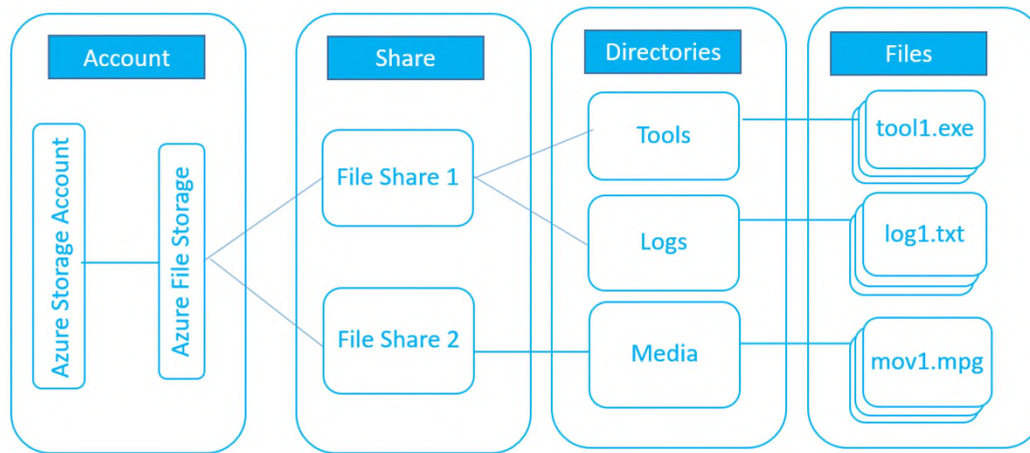 Account
Azure Storage Account
Azure File Storage
Share
File Share 1
File Share 2
Directories
Tools
Logs
Media
Files
tool1.exe
log1.txt
mov1.mpg